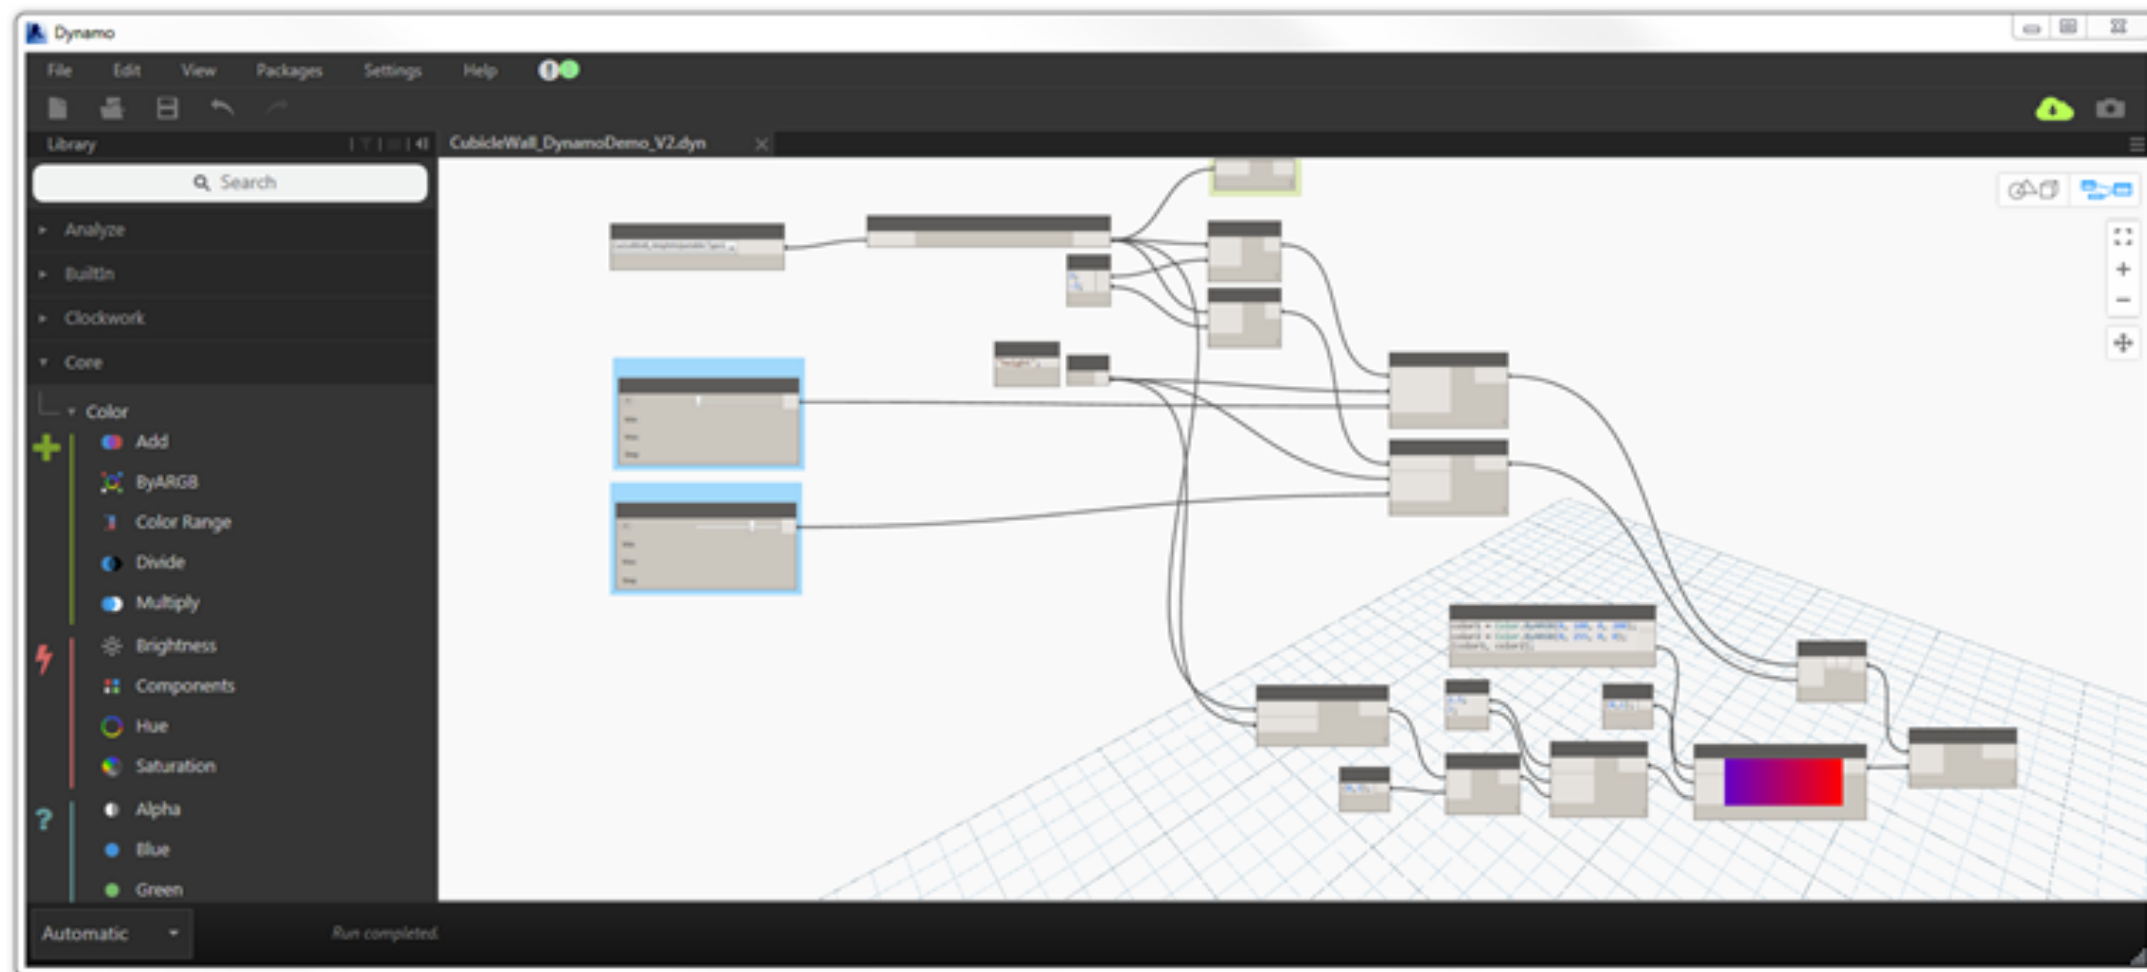 Dynamo
File Edit View Packages Settings Help
Library
CubicleWall_DynamoDemo_V2.dyn
Search
Analyze
BuiltIn
Clockwork
Core
Color
Add
ByARGB
Color Range
Divide
Multiply
Brightness
Components
Hue
Saturation
Alpha
Blue
Green
"Height";
Automatic
Run completed.